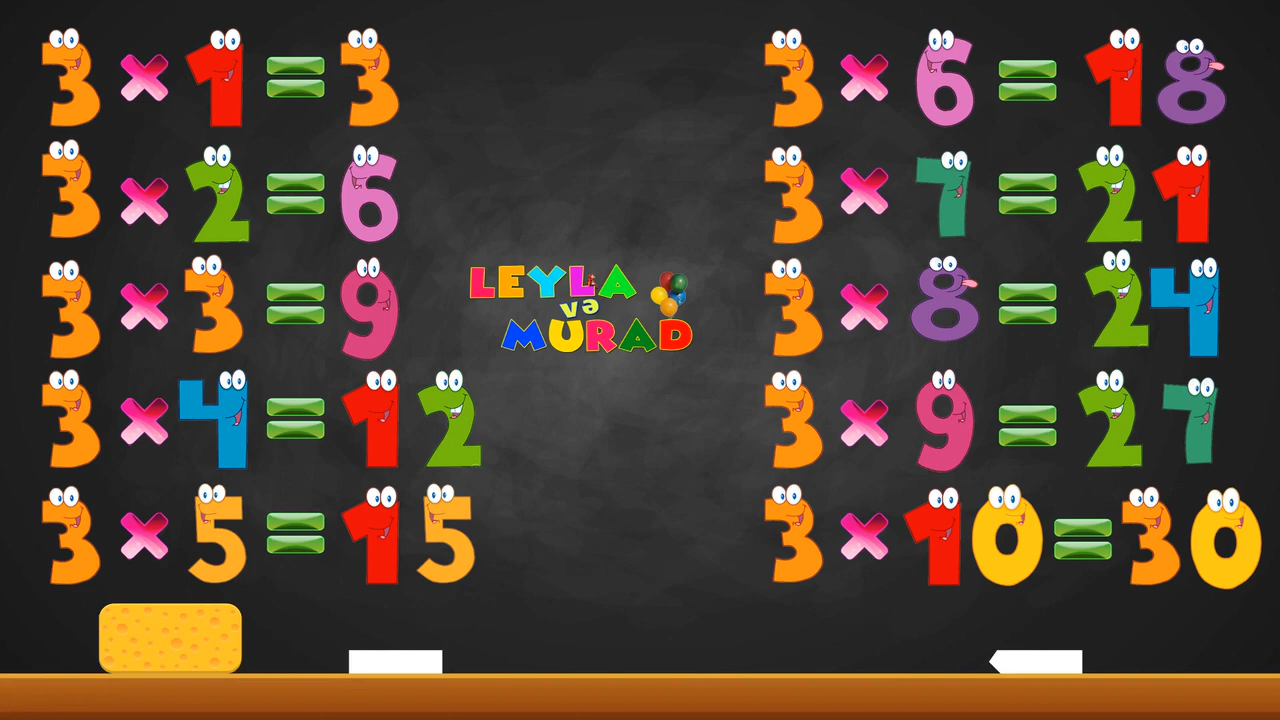 3 × 1 = 3
3 × 2 = 6
3 × 3 = 9
3 × 4 = 12
3 × 5 = 15
LEYLA
və
MURAD
3 × 6 = 18
3 × 7 = 21
3 × 8 = 24
3 × 9 = 27
3 × 10 = 30